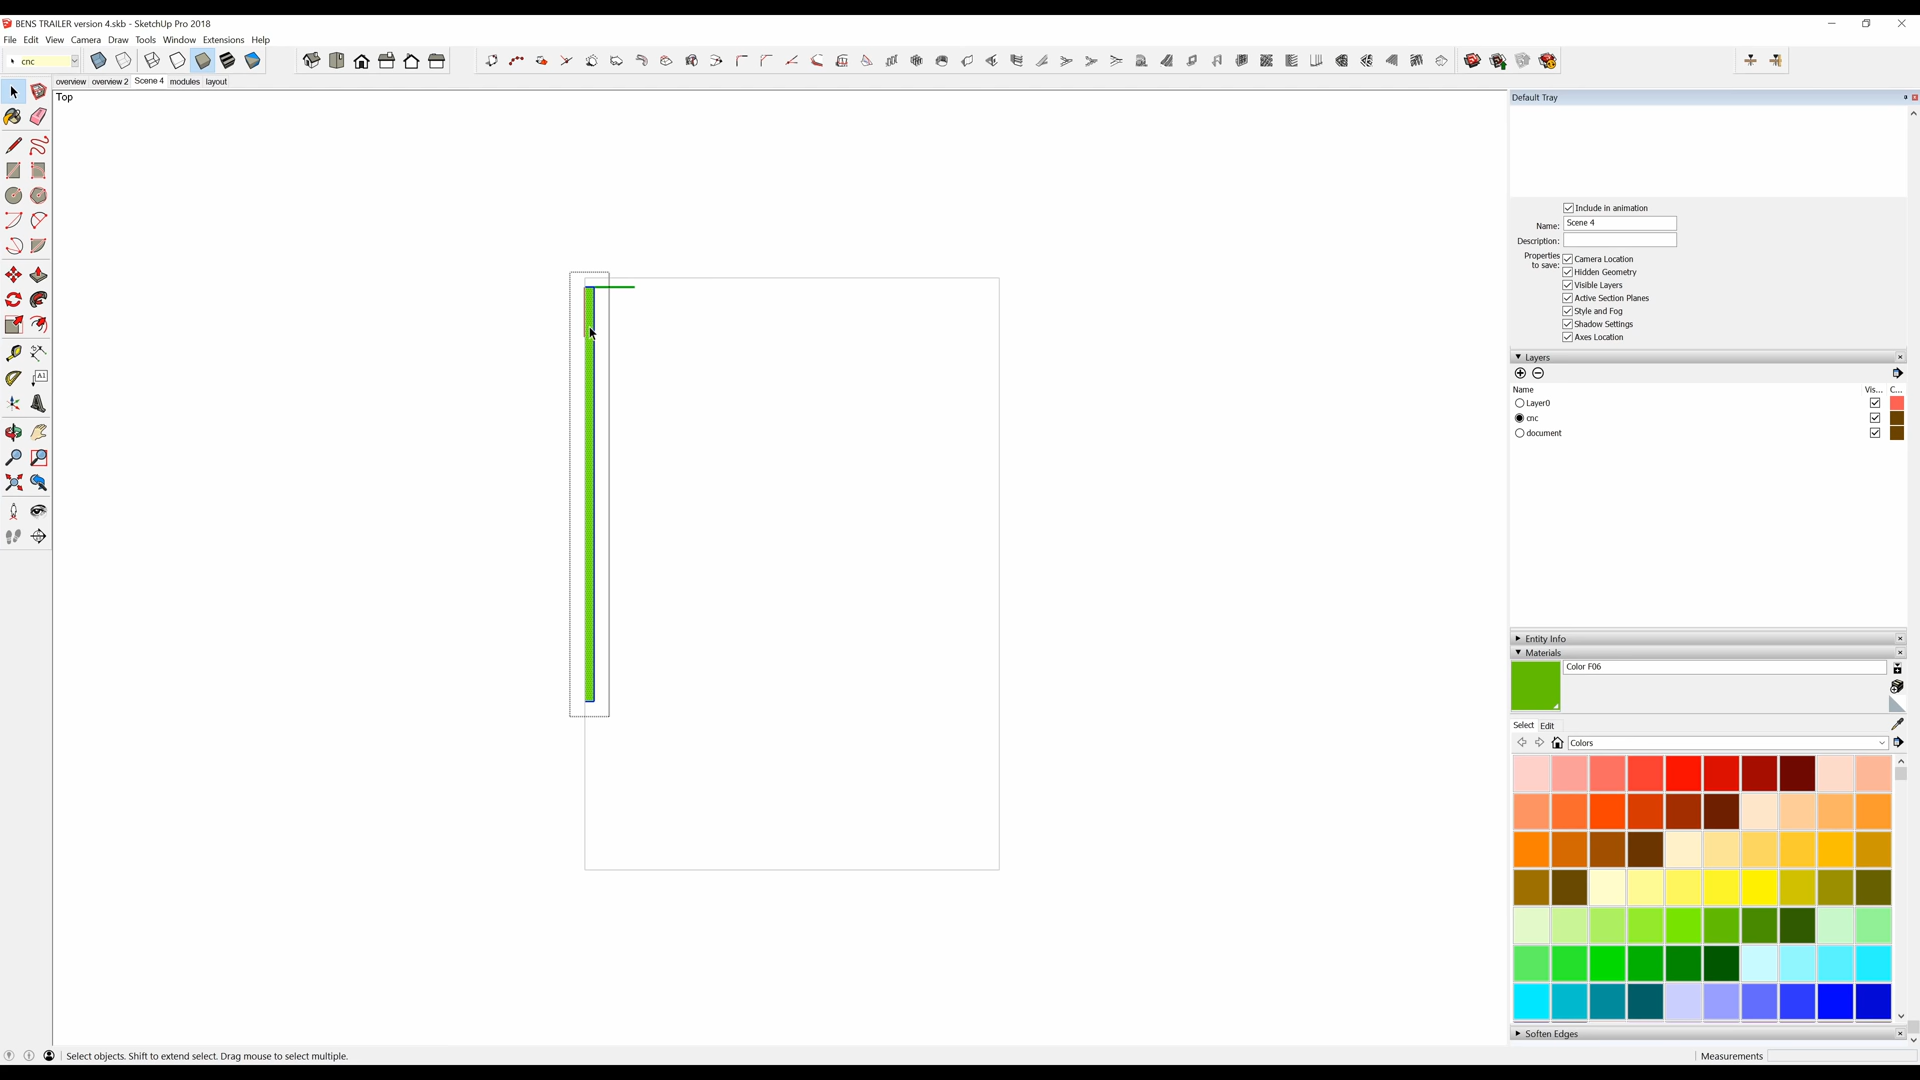 BENS TRAILER version 4.skb - SketchUp Pro 2018
File Edit View Camera Draw Tools Window Extensions Help
cnc
overview overview 2 Scene 4 modules layout
Top
Default Tray
Include in animation
Name: Scene 4
Description:
Properties to save:
Camera Location
Hidden Geometry
Visible Layers
Active Section Planes
Style and Fog
Shadow Settings
Axes Location
Layers
Name Vis... C...
Layer0
cnc
document
Entity Info
Materials
Color F06
Select Edit
Colors
Soften Edges
A1
Select objects. Shift to extend select. Drag mouse to select multiple.
Measurements